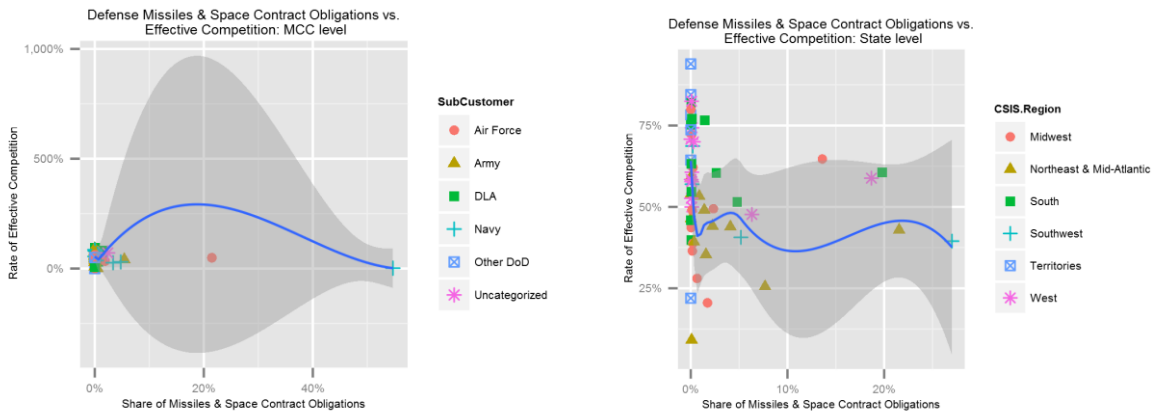 Defense Missiles & Space Contract Obligations vs.
Effective Competition: MCC level
1,000%
500%
0%
Rate of Effective Competition
0%
20%
40%
Share of Missiles & Space Contract Obligations
SubCustomer
Air Force
Army
DLA
Navy
Other DoD
Uncategorized
Defense Missiles & Space Contract Obligations vs.
Effective Competition: State level
75%
50%
25%
Rate of Effective Competition
0%
10%
20%
Share of Missiles & Space Contract Obligations
CSIS.Region
Midwest
Northeast & Mid-Atlantic
South
Southwest
Territories
West